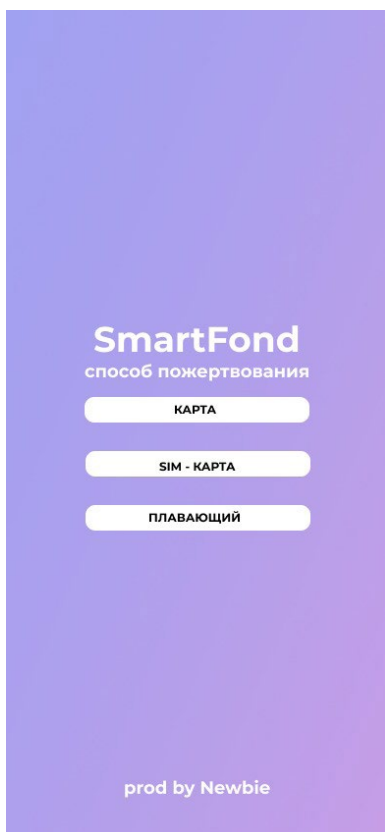 SmartFond
способ пожертвования
КАРТА
SIM - КАРТА
ПЛАВАЮЩИЙ
prod by Newbie